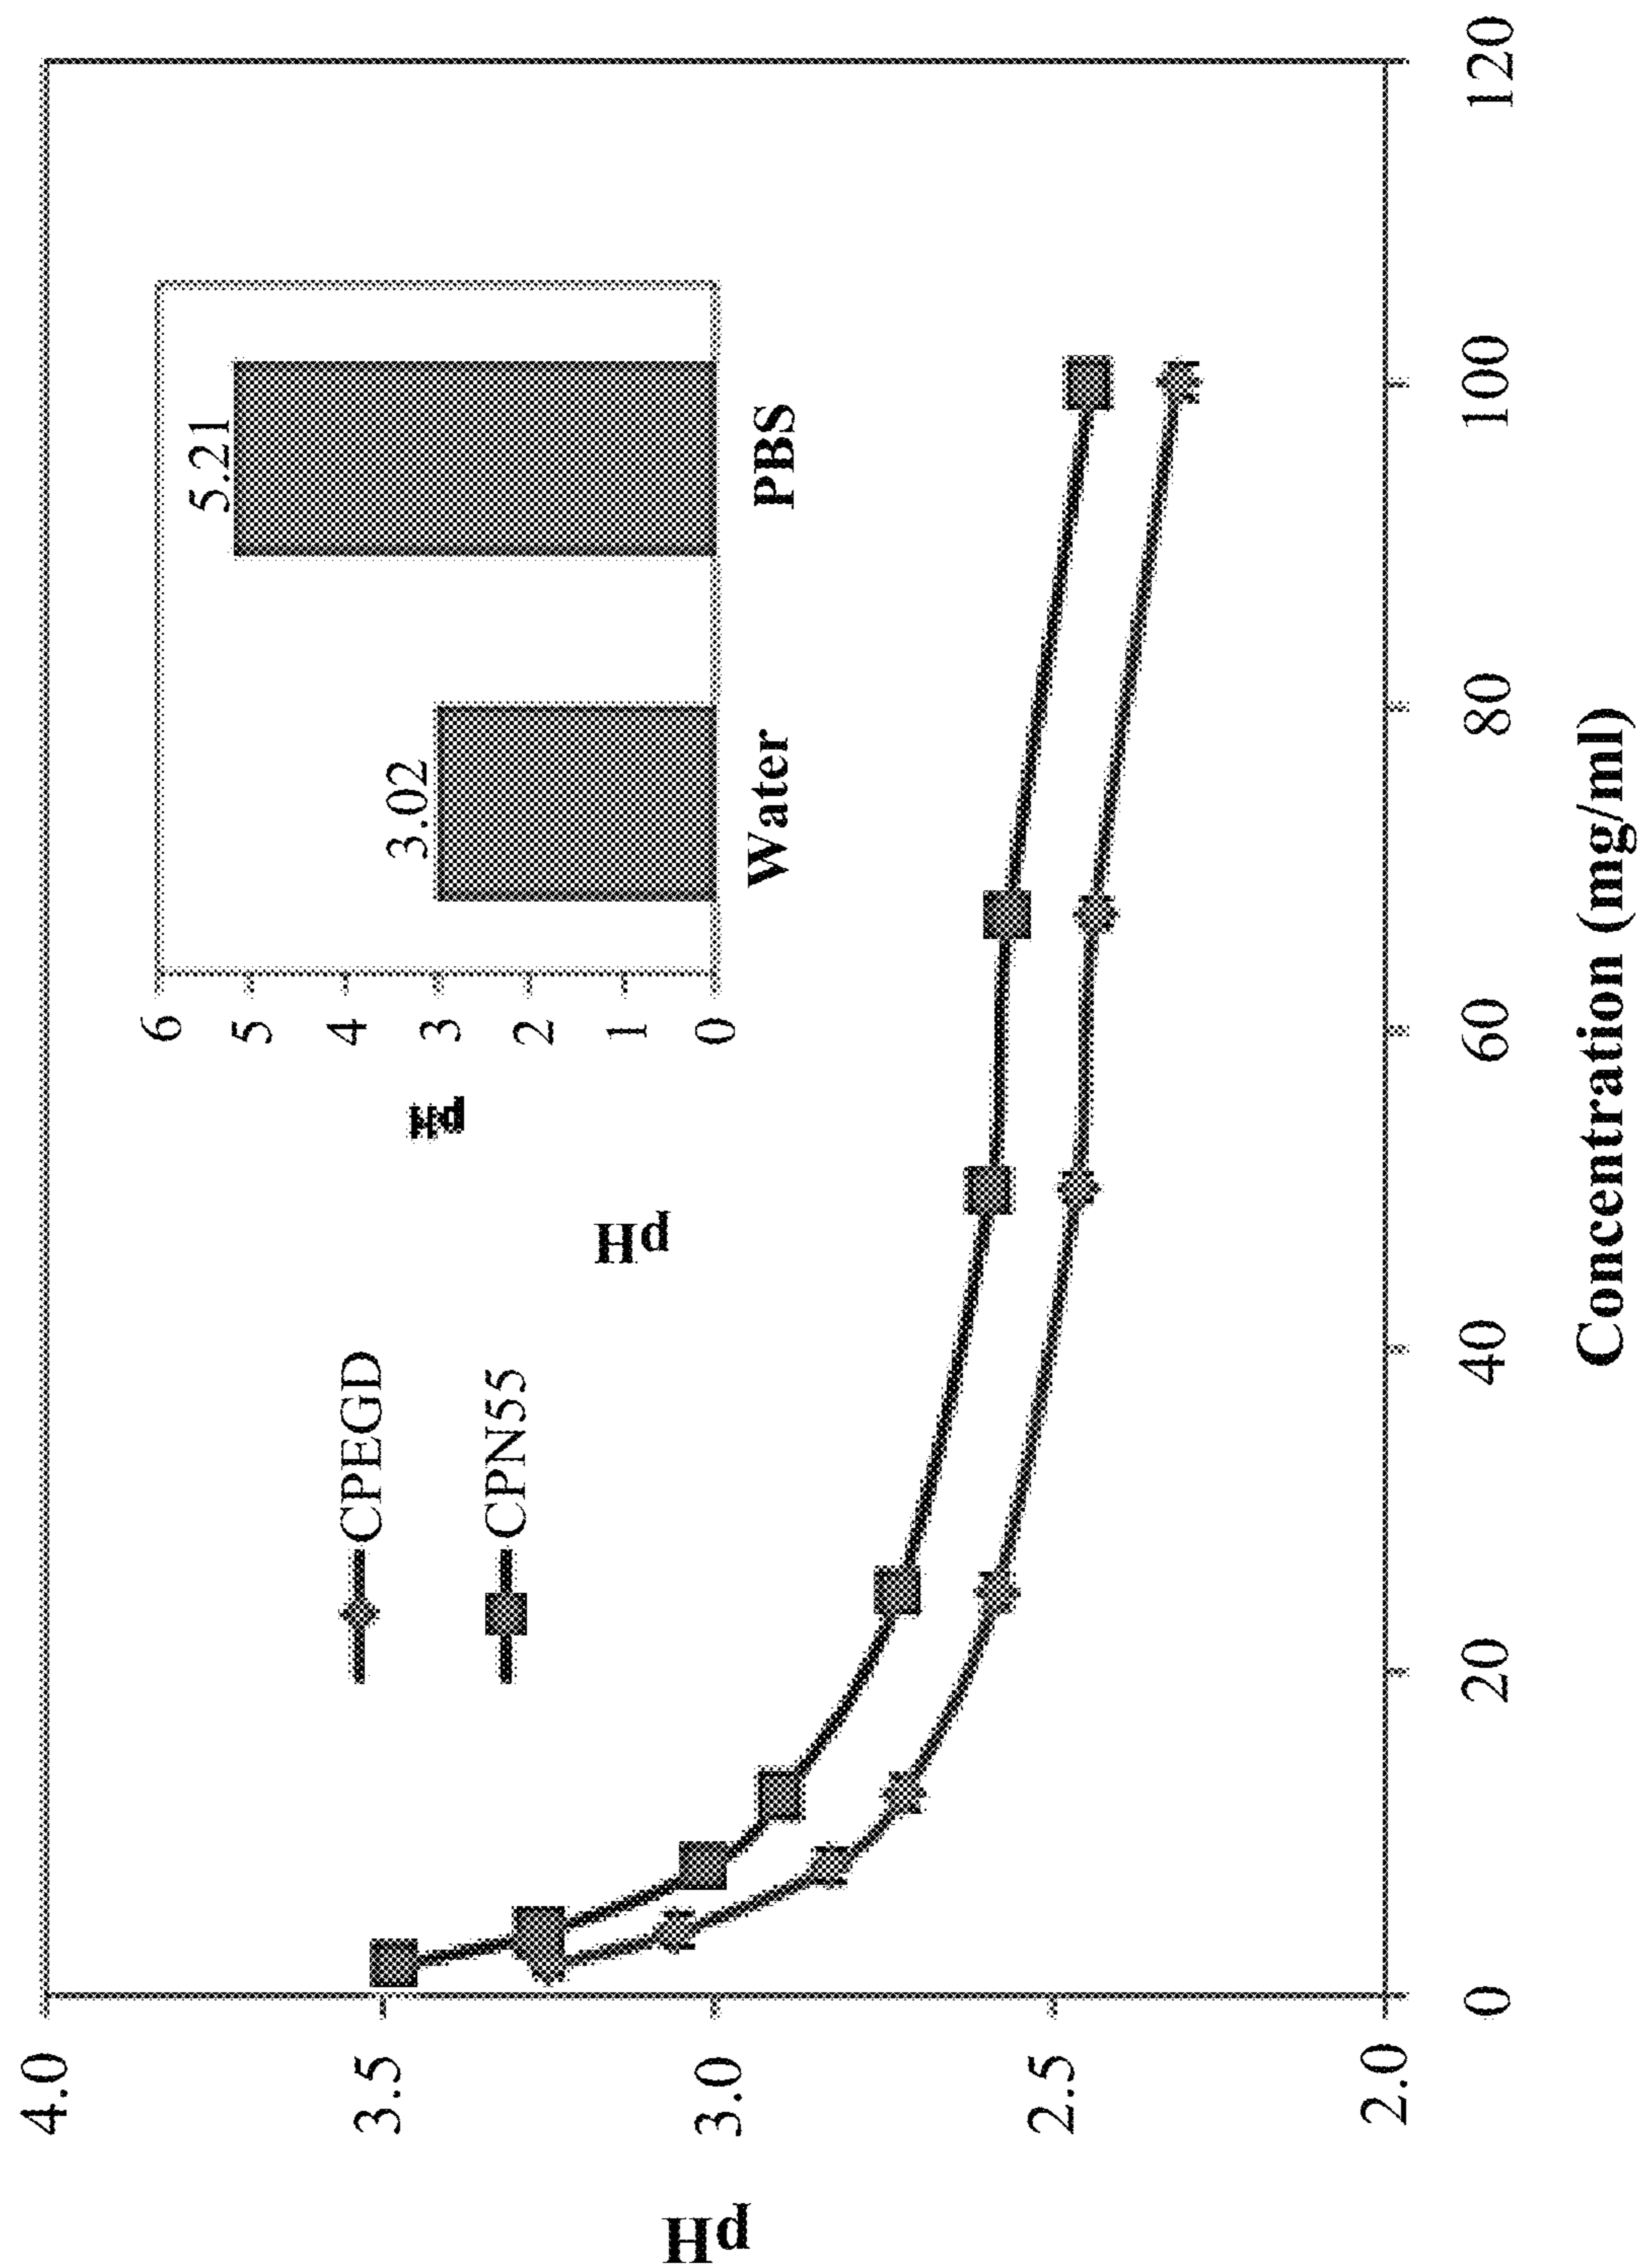 4.0
3.5
3.0
2.5
2.0
pH
0
20
40
60
80
100
120
Concentration (mg/ml)
CPEGD
CPN55
pH
pH
6
5
4
3
2
1
0
3.02
5.21
Water
PBS